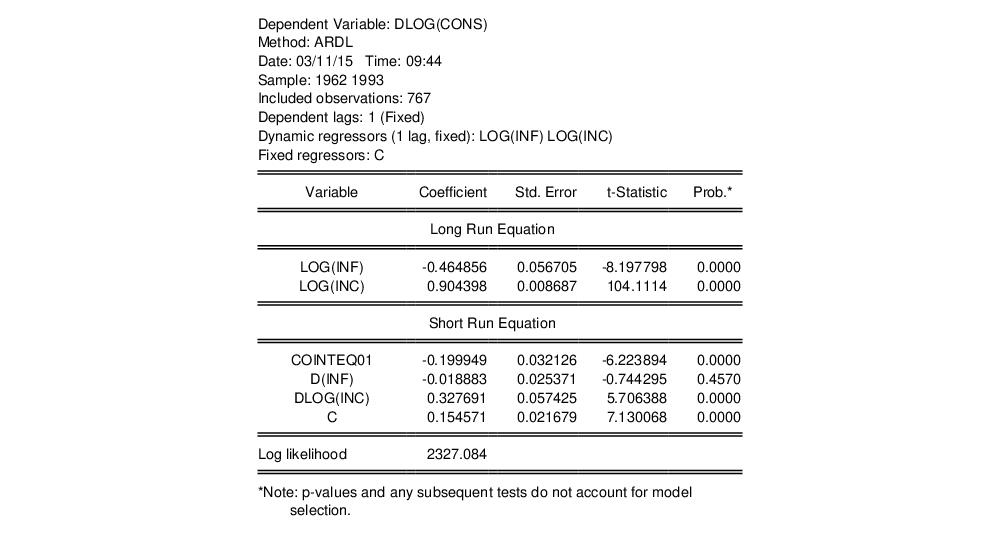 Dependent Variable: DLOG(CONS)
Method: ARDL
Date: 03/11/15 Time: 09:44
Sample: 1962 1993
Included observations: 767
Dependent lags: 1 (Fixed)
Dynamic regressors (1 lag, fixed): LOG(INF) LOG(INC)
Fixed regressors: C
Variable Coefficient Std. Error t-Statistic Prob.*
Long Run Equation
LOG(INF) -0.464856 0.056705 -8.197798 0.0000
LOG(INC) 0.904398 0.008687 104.1114 0.0000
Short Run Equation
COINTEQ01 -0.199949 0.032126 -6.223894 0.0000
D(INF) -0.018883 0.025371 -0.744295 0.4570
DLOG(INC) 0.327691 0.057425 5.706388 0.0000
C 0.154571 0.021679 7.130068 0.0000
Log likelihood 2327.084
*Note: p-values and any subsequent tests do not account for model
selection.